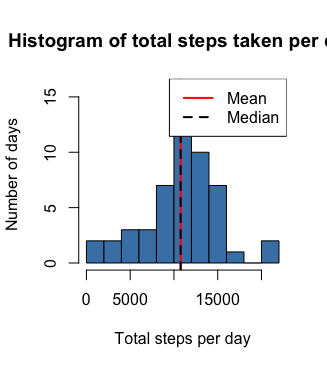 Histogram of total steps taken per
Mean
Median
15
10
5
0
Number of days
0 5000 15000
Total steps per day